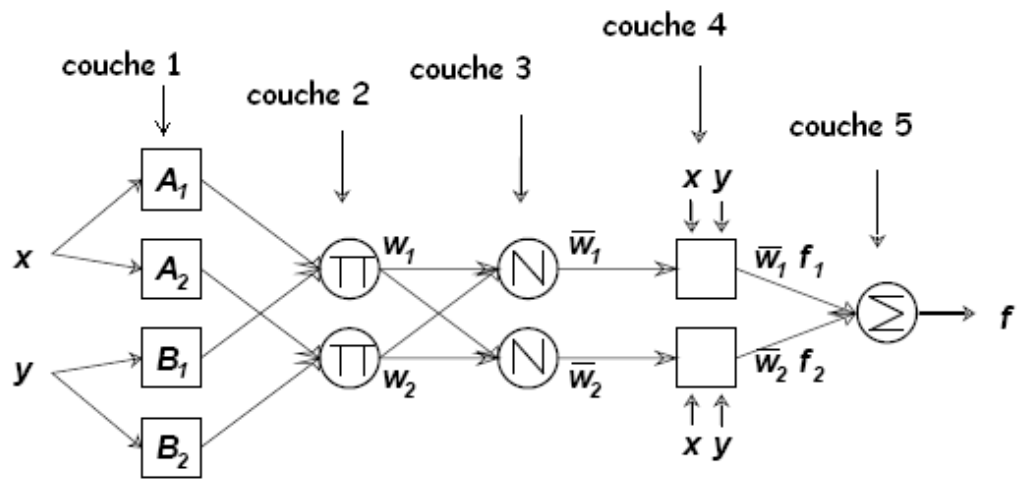 couche 4
couche 3
couche 1
couche 2
couche 5
x y
A₁
w₁
w̅₁
w̅₁ f₁
x
A₂
Π
N
Σ
f
B₁
Π
N
y
w₂
w̅₂
w̅₂ f₂
B₂
x y